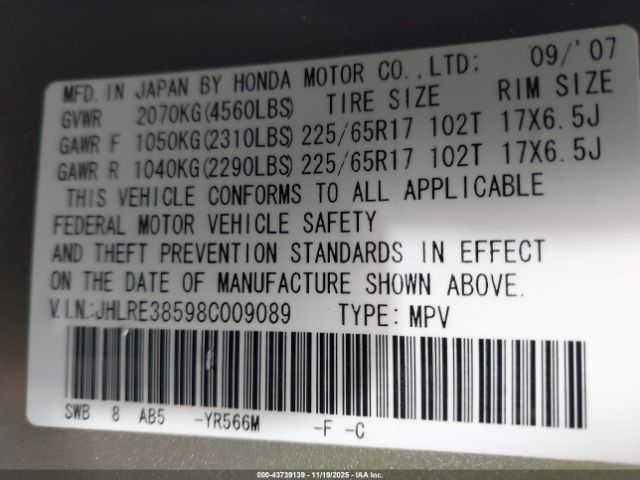 MFD. IN JAPAN BY HONDA MOTOR CO.,LTD: 09/'07
GVWR 2070KG(4560LBS) TIRE SIZE RIM SIZE
GAWR F 1050KG(2310LBS) 225/65R17 102T 17X6.5J
GAWR R 1040KG(2290LBS) 225/65R17 102T 17X6.5J
THIS VEHICLE CONFORMS TO ALL APPLICABLE
FEDERAL MOTOR VEHICLE SAFETY
AND THEFT PREVENTION STANDARDS IN EFFECT
ON THE DATE OF MANUFACTURE SHOWN ABOVE.
V.I.N.:JHLRE38598C009089 TYPE: MPV
SWB 8 AB5 -YR566M -F -C
000-43739139 - 11/19/2025 - IAA, Inc.